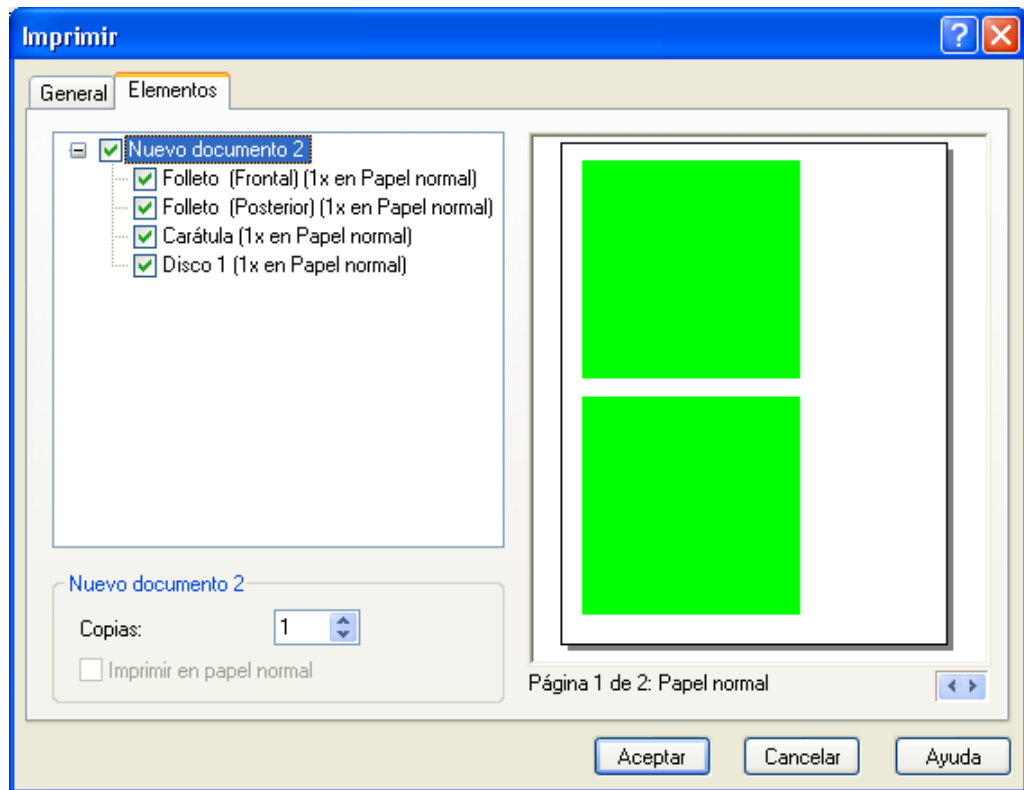 Imprimir
General Elementos
Nuevo documento 2
Folleto (Frontal) (1x en Papel normal)
Folleto (Posterior) (1x en Papel normal)
Carátula (1x en Papel normal)
Disco 1 (1x en Papel normal)
Nuevo documento 2
Copias: 1
Imprimir en papel normal
Página 1 de 2: Papel normal
Aceptar Cancelar Ayuda